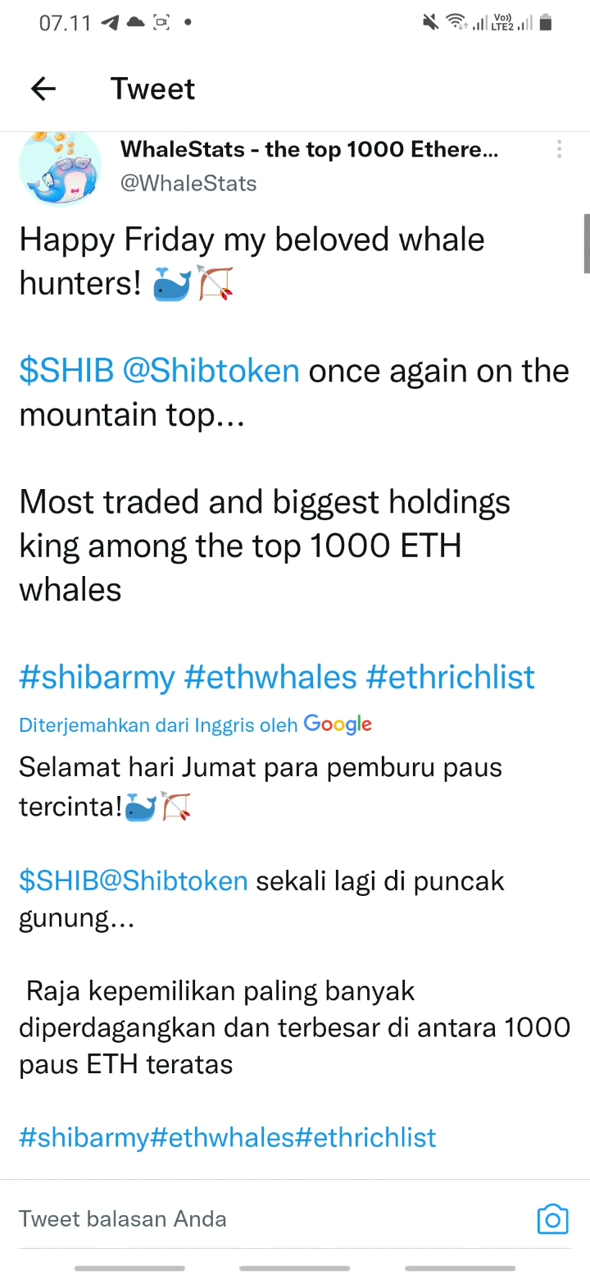 07.11
Vo))
LTE2
Tweet
WhaleStats - the top 1000 Ethere...
@WhaleStats
Happy Friday my beloved whale
hunters! 🐳🏹
$SHIB @Shibtoken once again on the
mountain top...
Most traded and biggest holdings
king among the top 1000 ETH
whales
#shibarmy #ethwhales #ethrichlist
Diterjemahkan dari Inggris oleh Google
Selamat hari Jumat para pemburu paus
tercinta!🐳🏹
$SHIB@Shibtoken sekali lagi di puncak
gunung...
Raja kepemilikan paling banyak
diperdagangkan dan terbesar di antara 1000
paus ETH teratas
#shibarmy#ethwhales#ethrichlist
Tweet balasan Anda